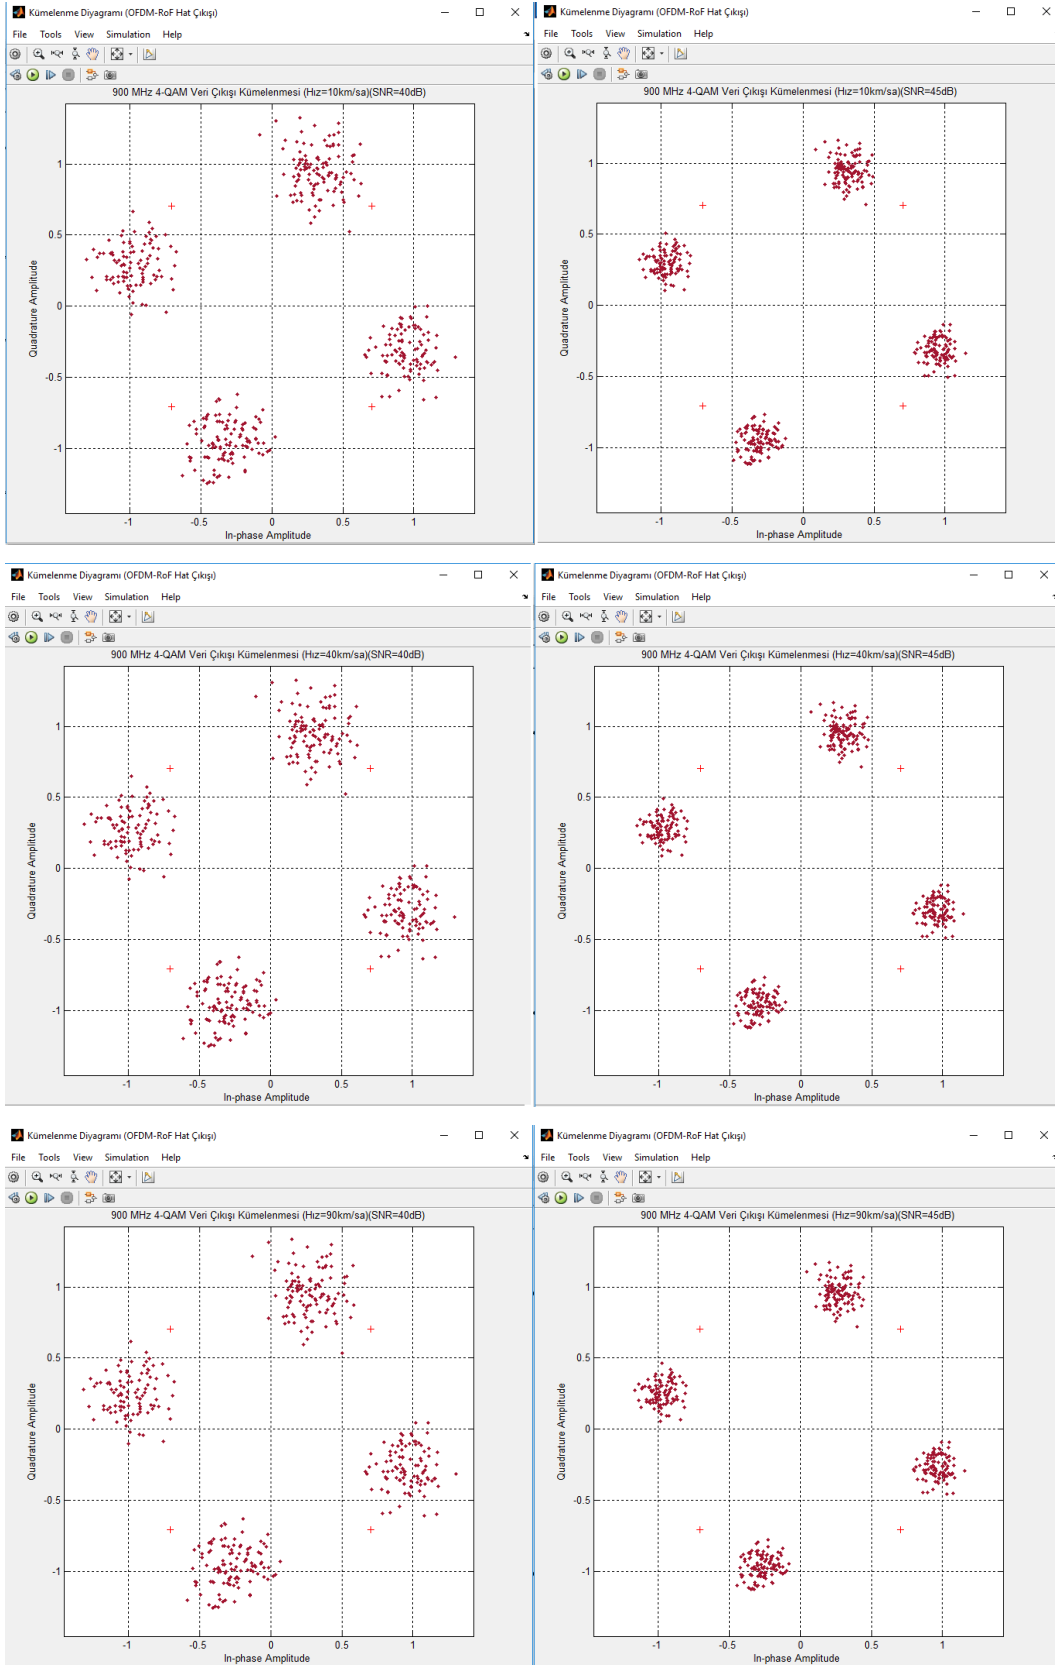 Kümelenme Diyagramı (OFDM-RoF Hat Çıkışı)
File Tools View Simulation Help
900 MHz 4-QAM Veri Çıkışı Kümelenmesi (Hız=10km/sa)(SNR=40dB)
Quadrature Amplitude
1
0.5
0
-0.5
-1
-1 -0.5 0 0.5 1
In-phase Amplitude
Kümelenme Diyagramı (OFDM-RoF Hat Çıkışı)
File Tools View Simulation Help
900 MHz 4-QAM Veri Çıkışı Kümelenmesi (Hız=10km/sa)(SNR=45dB)
Quadrature Amplitude
1
0.5
0
-0.5
-1
-1 -0.5 0 0.5 1
In-phase Amplitude
Kümelenme Diyagramı (OFDM-RoF Hat Çıkışı)
File Tools View Simulation Help
900 MHz 4-QAM Veri Çıkışı Kümelenmesi (Hız=40km/sa)(SNR=40dB)
Quadrature Amplitude
1
0.5
0
-0.5
-1
-1 -0.5 0 0.5 1
In-phase Amplitude
Kümelenme Diyagramı (OFDM-RoF Hat Çıkışı)
File Tools View Simulation Help
900 MHz 4-QAM Veri Çıkışı Kümelenmesi (Hız=40km/sa)(SNR=45dB)
Quadrature Amplitude
1
0.5
0
-0.5
-1
-1 -0.5 0 0.5 1
In-phase Amplitude
Kümelenme Diyagramı (OFDM-RoF Hat Çıkışı)
File Tools View Simulation Help
900 MHz 4-QAM Veri Çıkışı Kümelenmesi (Hız=90km/sa)(SNR=40dB)
Quadrature Amplitude
1
0.5
0
-0.5
-1
-1 -0.5 0 0.5 1
In-phase Amplitude
Kümelenme Diyagramı (OFDM-RoF Hat Çıkışı)
File Tools View Simulation Help
900 MHz 4-QAM Veri Çıkışı Kümelenmesi (Hız=90km/sa)(SNR=45dB)
Quadrature Amplitude
1
0.5
0
-0.5
-1
-1 -0.5 0 0.5 1
In-phase Amplitude